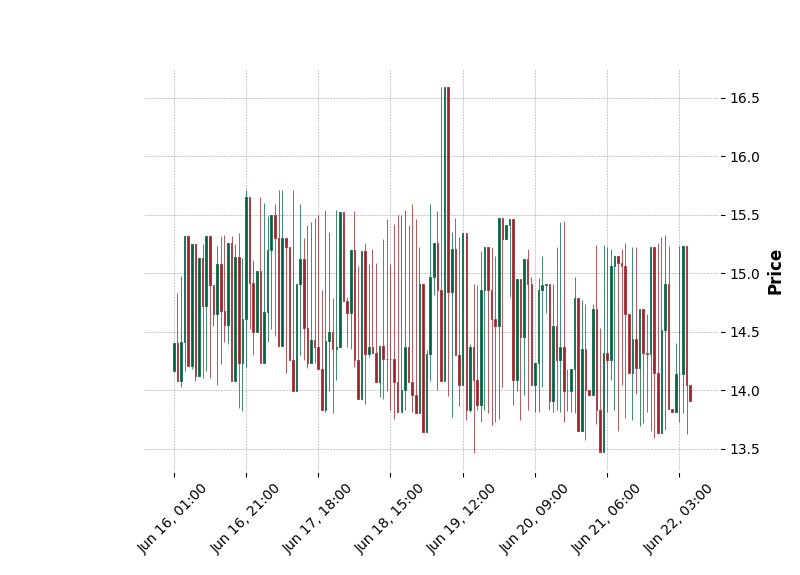 16.5
16.0
15.5
15.0
14.5
14.0
13.5
Price
Jun 16, 01:00
Jun 16, 21:00
Jun 17, 18:00
Jun 18, 15:00
Jun 19, 12:00
Jun 20, 09:00
Jun 21, 06:00
Jun 22, 03:00